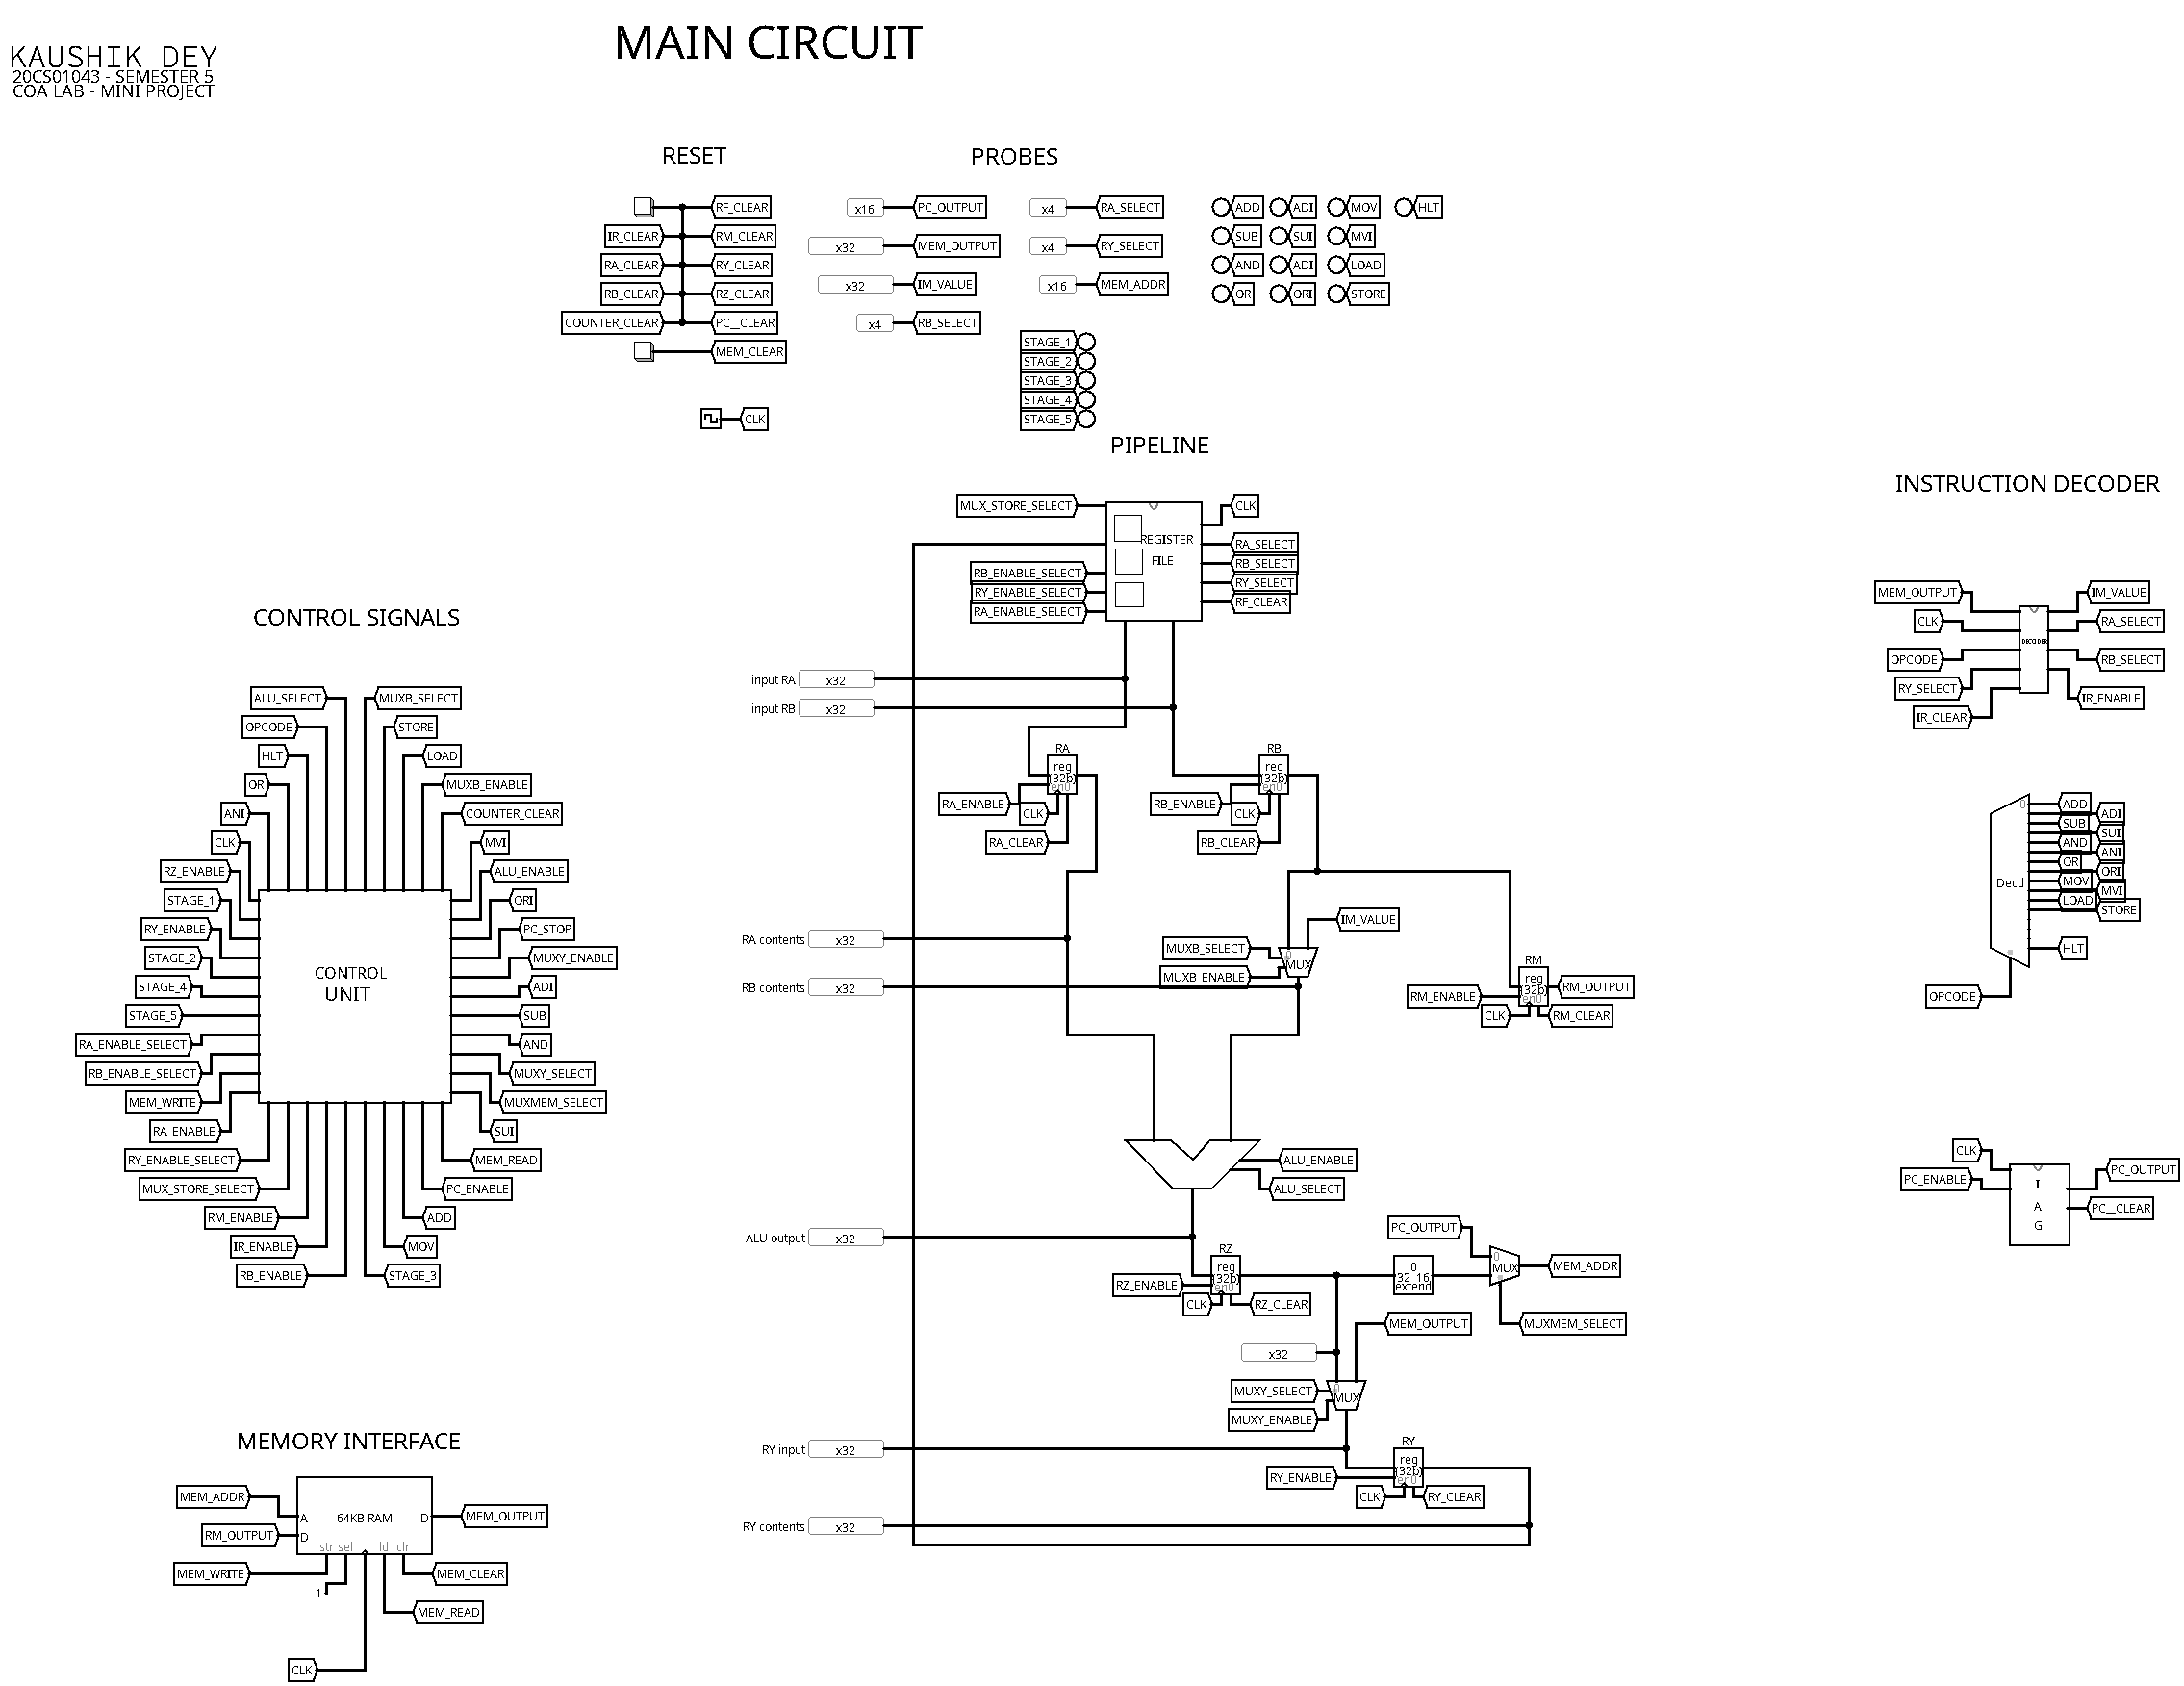 MAIN CIRCUIT
KAUSHIK DEY
20CS01043 - SEMESTER 5
COA LAB - MINI PROJECT
RESET
RF_CLEAR
IR_CLEAR
RM_CLEAR
RA_CLEAR
RY_CLEAR
RB_CLEAR
RZ_CLEAR
COUNTER_CLEAR
PC__CLEAR
MEM_CLEAR
CLK
PROBES
x16
PC_OUTPUT
x32
MEM_OUTPUT
x32
IM_VALUE
x4
RB_SELECT
x4
RA_SELECT
x4
RY_SELECT
x16
MEM_ADDR
STAGE_1
STAGE_2
STAGE_3
STAGE_4
STAGE_5
ADD
ADI
MOV
HLT
SUB
SUI
MVI
AND
ADI
LOAD
OR
ORI
STORE
PIPELINE
MUX_STORE_SELECT
CLK
REGISTER
FILE
RA_SELECT
RB_SELECT
RY_SELECT
RF_CLEAR
RB_ENABLE_SELECT
RY_ENABLE_SELECT
RA_ENABLE_SELECT
input RA
x32
input RB
x32
RA
reg
(32b)
en0
RA_ENABLE
CLK
RA_CLEAR
RB
reg
(32b)
en0
RB_ENABLE
CLK
RB_CLEAR
IM_VALUE
RA contents
x32
MUXB_SELECT
0
MUX
MUXB_ENABLE
RB contents
x32
RM
reg
(32b)
en0
RM_OUTPUT
RM_ENABLE
CLK
RM_CLEAR
ALU_ENABLE
ALU_SELECT
ALU output
x32
RZ
reg
(32b)
en0
RZ_ENABLE
CLK
RZ_CLEAR
0
32 16
extend
PC_OUTPUT
0
MUX
MEM_ADDR
MUXMEM_SELECT
MEM_OUTPUT
x32
MUXY_SELECT
0
MUX
MUXY_ENABLE
RY input
x32
RY
reg
(32b)
en0
RY_ENABLE
CLK
RY_CLEAR
RY contents
x32
CONTROL SIGNALS
ALU_SELECT
MUXB_SELECT
OPCODE
STORE
HLT
LOAD
OR
MUXB_ENABLE
ANI
COUNTER_CLEAR
CLK
MVI
RZ_ENABLE
ALU_ENABLE
STAGE_1
ORI
RY_ENABLE
PC_STOP
STAGE_2
MUXY_ENABLE
CONTROL
UNIT
STAGE_4
ADI
STAGE_5
SUB
RA_ENABLE_SELECT
AND
RB_ENABLE_SELECT
MUXY_SELECT
MEM_WRITE
MUXMEM_SELECT
RA_ENABLE
SUI
RY_ENABLE_SELECT
MEM_READ
MUX_STORE_SELECT
PC_ENABLE
RM_ENABLE
ADD
IR_ENABLE
MOV
RB_ENABLE
STAGE_3
MEMORY INTERFACE
MEM_ADDR
A
64KB RAM
D
MEM_OUTPUT
RM_OUTPUT
D
str sel
ld clr
MEM_WRITE
MEM_CLEAR
1
MEM_READ
CLK
INSTRUCTION DECODER
MEM_OUTPUT
IM_VALUE
CLK
RA_SELECT
DECODER
OPCODE
RB_SELECT
RY_SELECT
IR_ENABLE
IR_CLEAR
0
Decd
ADD
ADI
SUB
SUI
AND
ANI
OR
ORI
MOV
MVI
LOAD
STORE
HLT
OPCODE
CLK
PC_ENABLE
I
A
G
PC_OUTPUT
PC__CLEAR